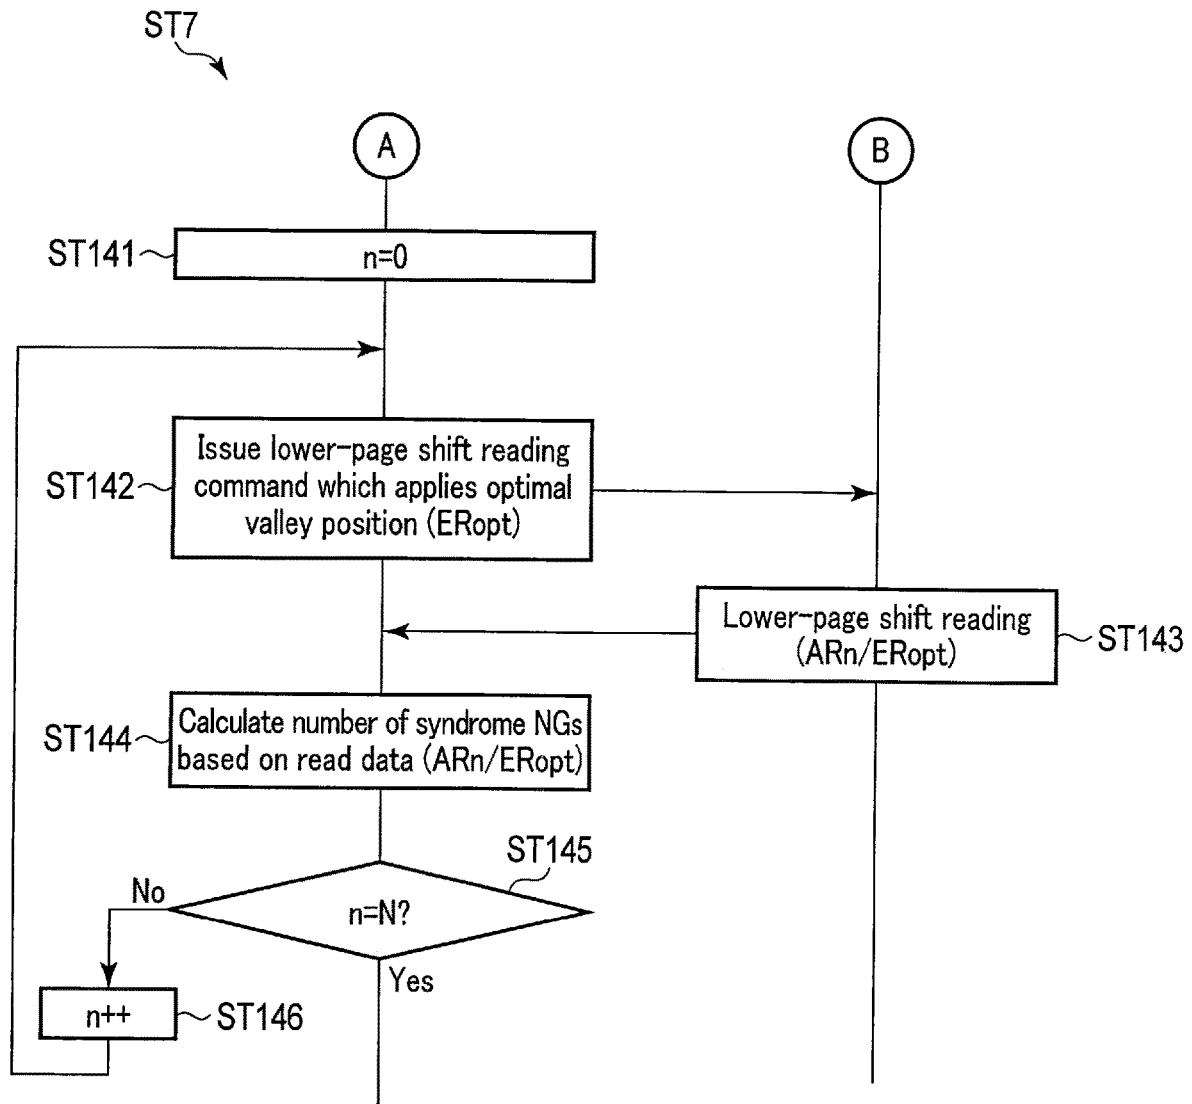 ST7
A
B
ST141
n=0
ST142
Issue lower-page shift reading
command which applies optimal
valley position (ERopt)
Lower-page shift reading
(ARn/ERopt)
ST143
ST144
Calculate number of syndrome NGs
based on read data (ARn/ERopt)
ST145
No
n=N?
Yes
n++
ST146